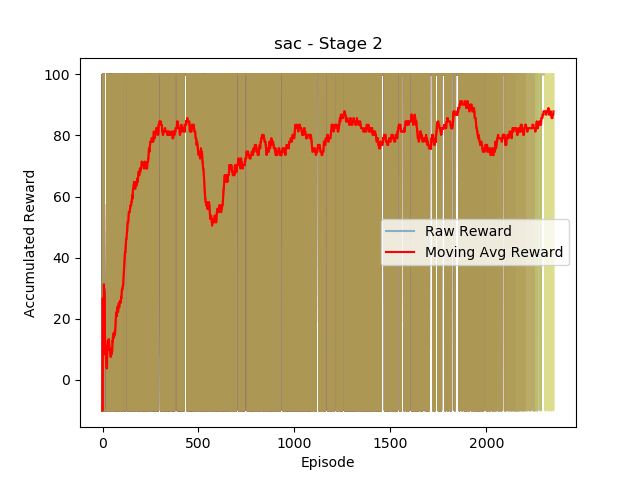 sac - Stage 2
Accumulated Reward
100
80
60
40
20
0
Raw Reward
Moving Avg Reward
0
500
1000
1500
2000
Episode